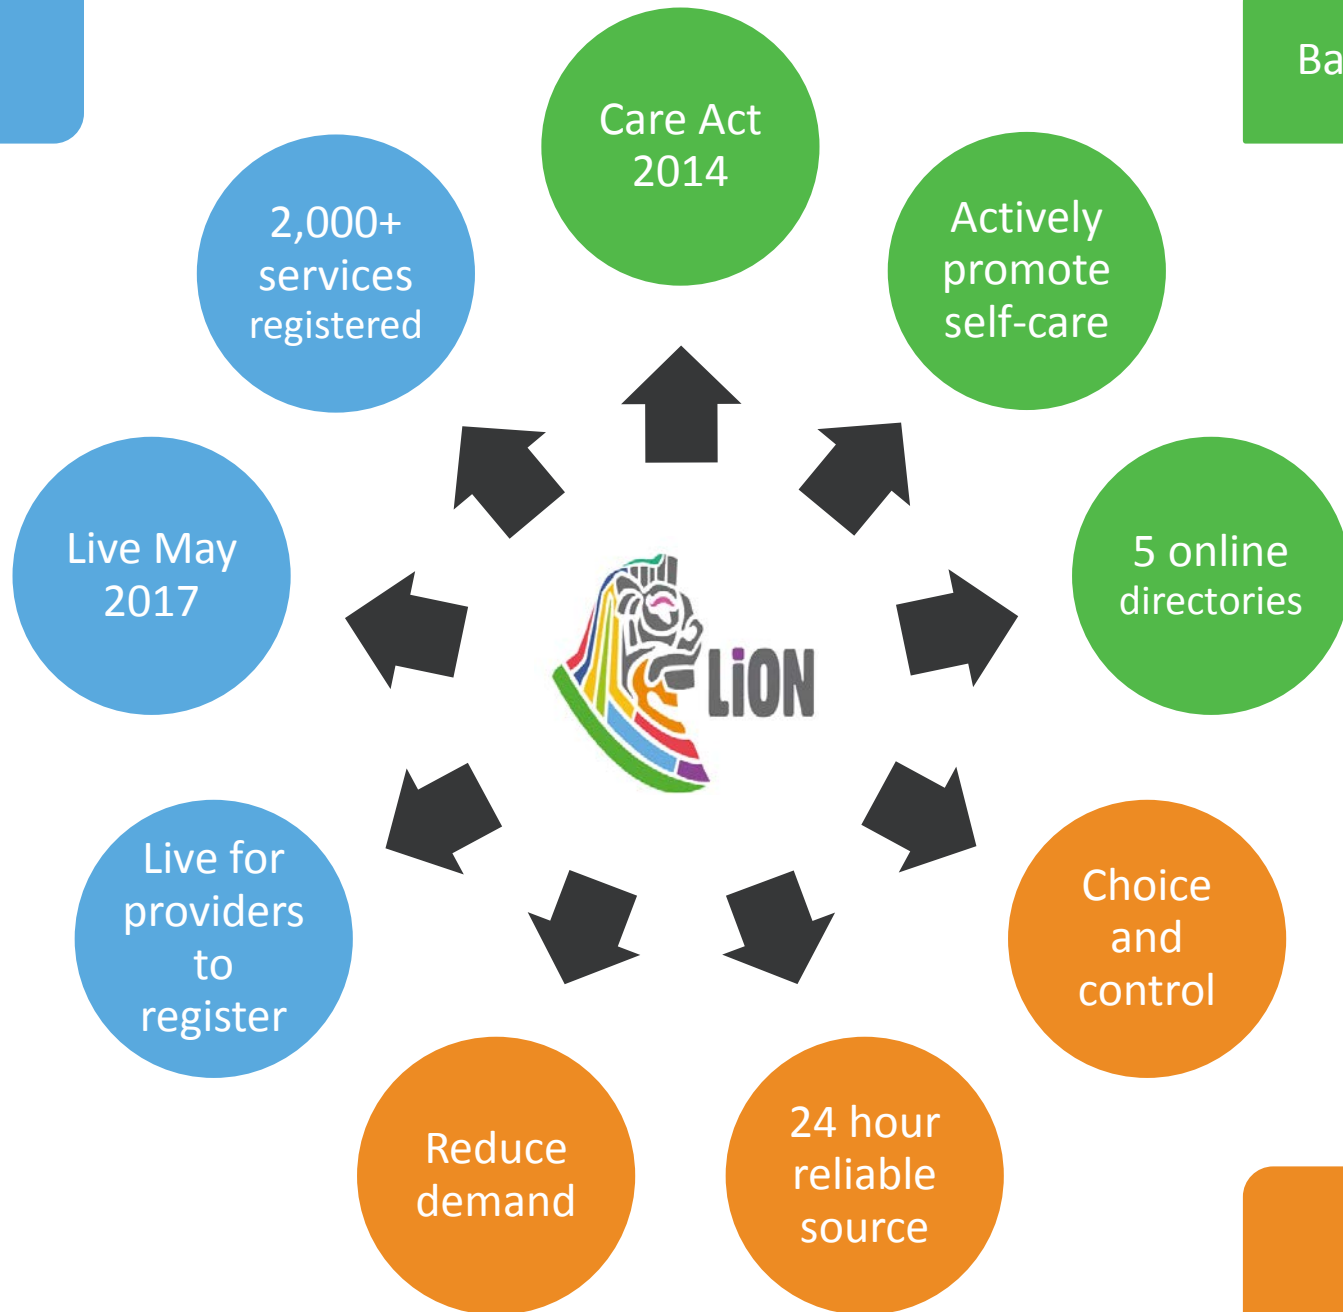 Care Act
2014
Actively
promote
self-care
5 online
directories
Choice
and
control
24 hour
reliable
source
Reduce
demand
Live for
providers
to
register
Live May
2017
2,000+
services
registered
LiON
Ba